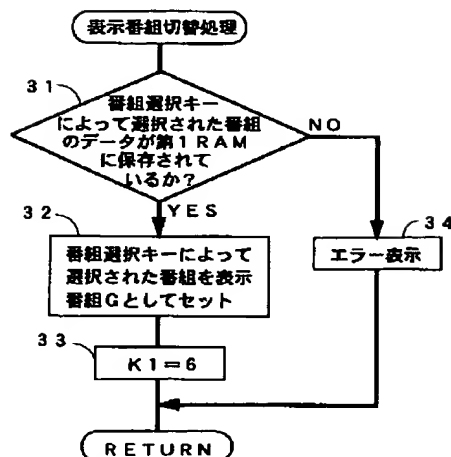 表示番組切替処理
31
番組選択キー
によって選択された番組
のデータが第1RAM
に保存されて
いるか?
NO
YES
32
番組選択キーによって
選択された番組を表示
番組Gとしてセット
34
エラー表示
33
K1=6
RETURN